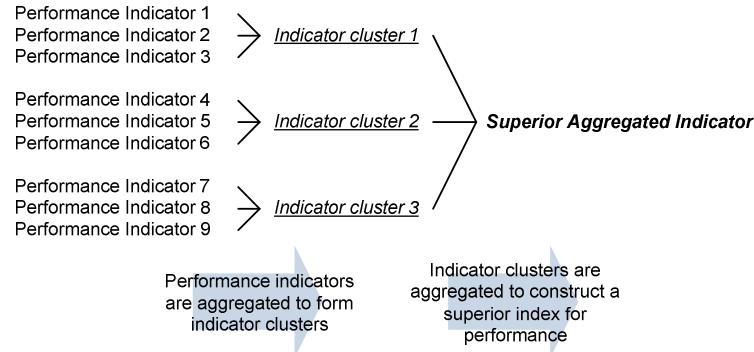 Performance Indicator 1
Performance Indicator 2
Performance Indicator 3
Indicator cluster 1
Performance Indicator 4
Performance Indicator 5
Performance Indicator 6
Indicator cluster 2
Superior Aggregated Indicator
Performance Indicator 7
Performance Indicator 8
Performance Indicator 9
Indicator cluster 3
Performance indicators
are aggregated to form
indicator clusters
Indicator clusters are
aggregated to construct a
superior index for
performance